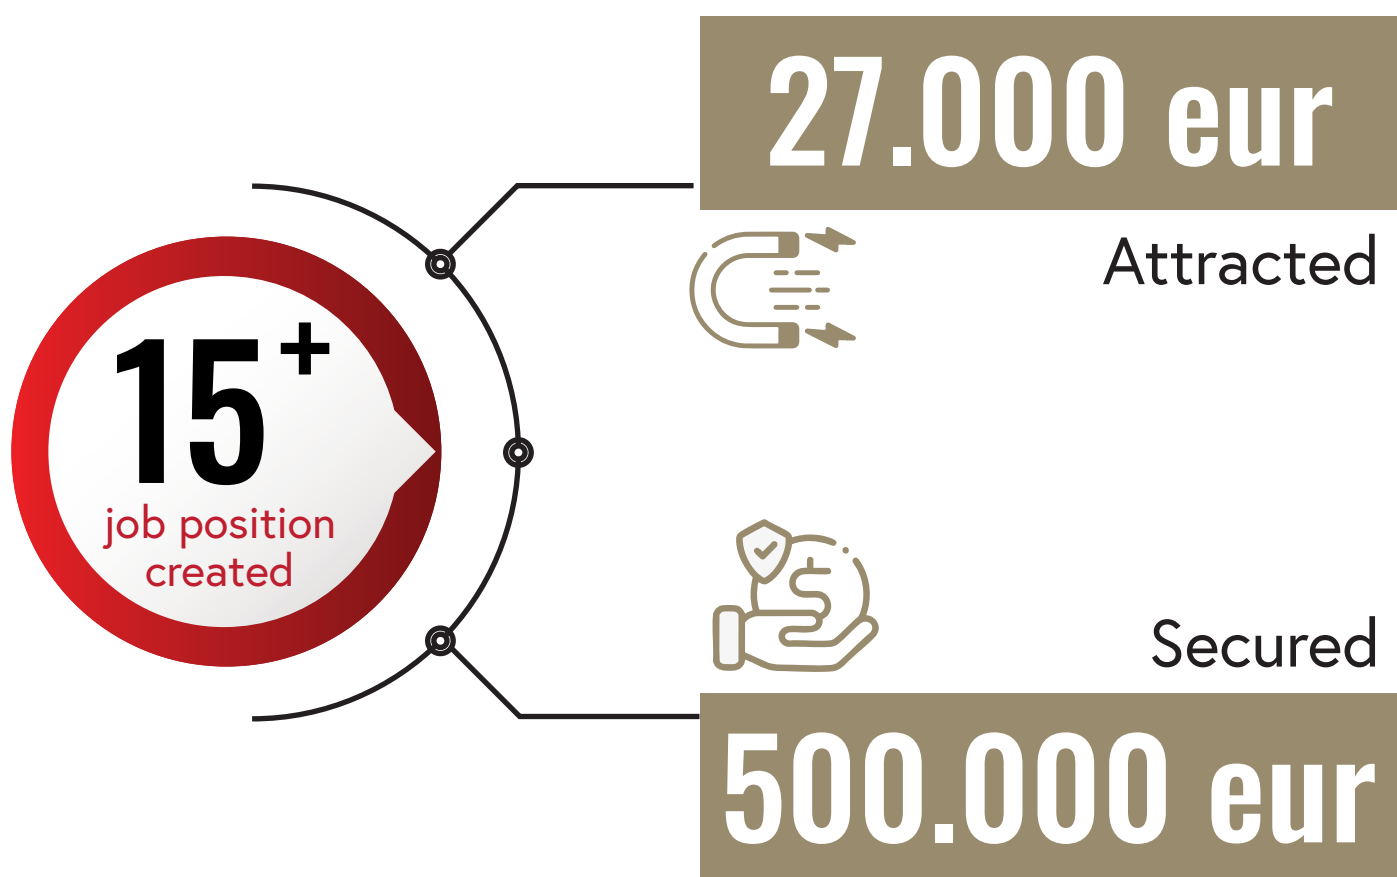 27.000 eur
Attracted
15+
job position
created
Secured
500.000 eur